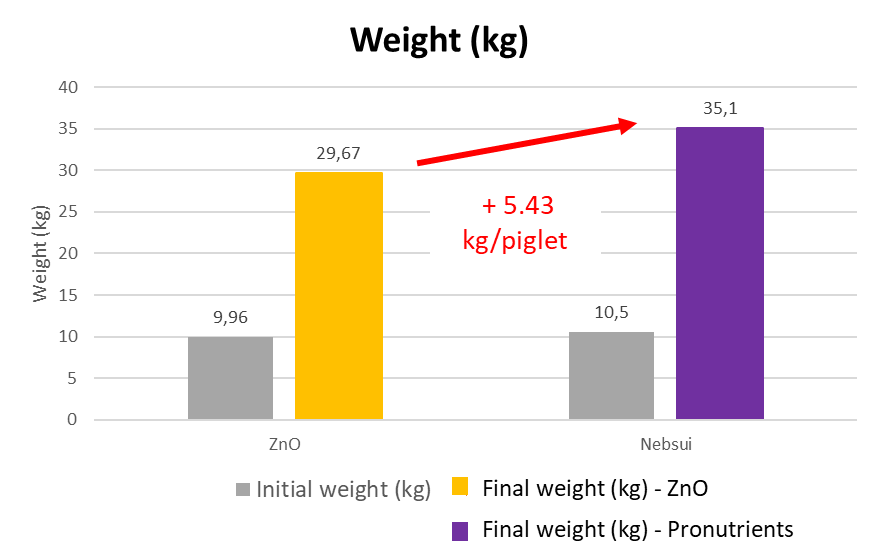 Weight (kg)
40
35
30
25
20
15
10
5
0
Weight (kg)
9,96
29,67
10,5
35,1
+ 5.43
kg/piglet
ZnO
Nebsui
Initial weight (kg)
Final weight (kg) - ZnO
Final weight (kg) - Pronutrients